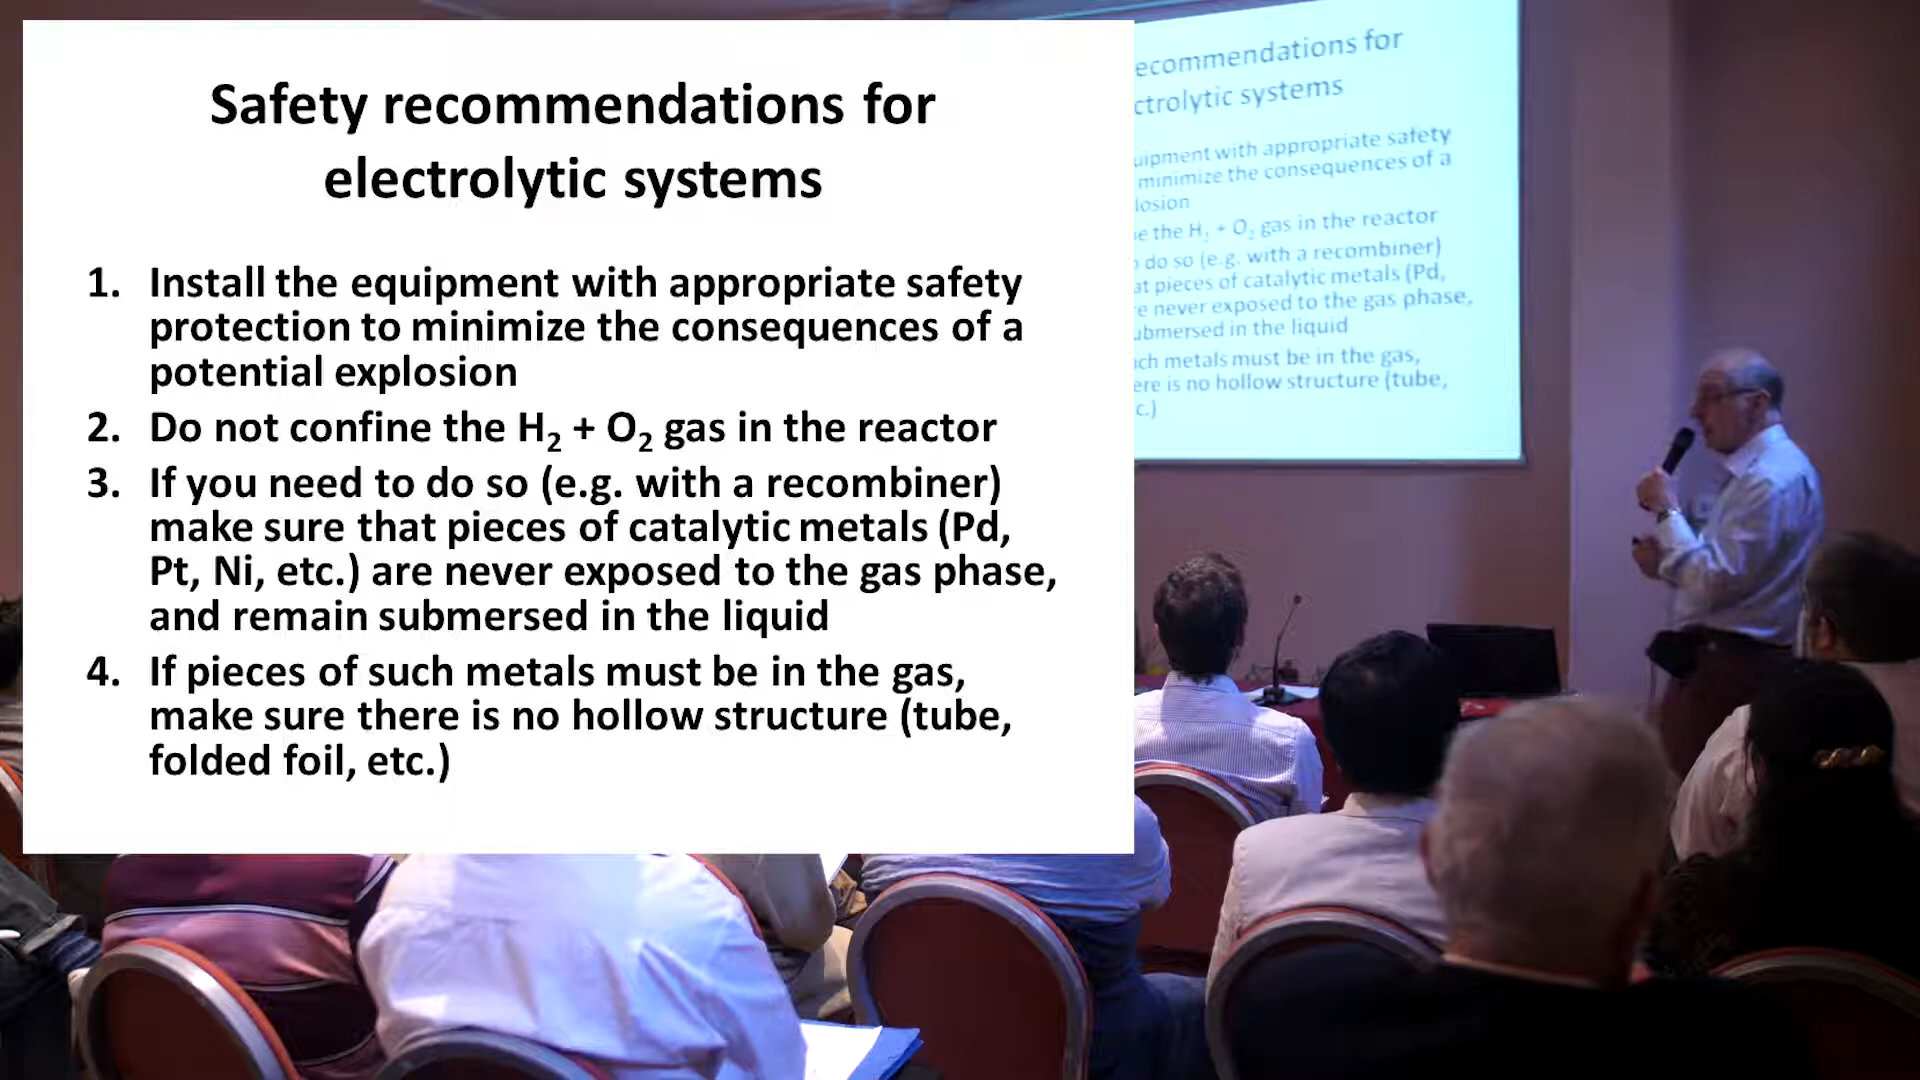 Safety recommendations for
electrolytic systems
1. Install the equipment with appropriate safety
protection to minimize the consequences of a
potential explosion
2. Do not confine the H₂ + O₂ gas in the reactor
3. If you need to do so (e.g. with a recombiner)
make sure that pieces of catalytic metals (Pd,
Pt, Ni, etc.) are never exposed to the gas phase,
and remain submersed in the liquid
4. If pieces of such metals must be in the gas,
make sure there is no hollow structure (tube,
folded foil, etc.)
ecommendations for
ctrolytic systems
uipment with appropriate safety
minimize the consequences of a
losion
e the H₂ + O₂ gas in the reactor
do so (e.g. with a recombiner)
at pieces of catalytic metals (Pd,
e never exposed to the gas phase,
ubmersed in the liquid
ch metals must be in the gas,
ere is no hollow structure (tube,
c.)